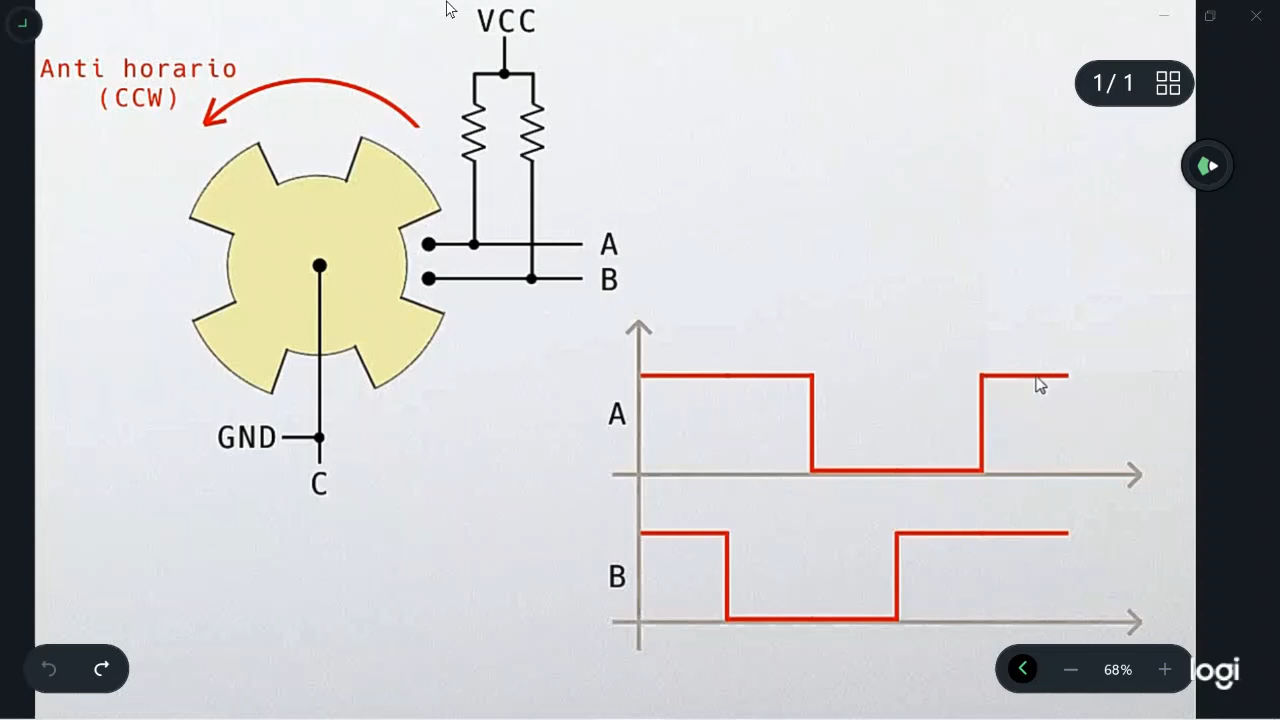 VCC
Anti horario
(CCW)
1/1
A
B
GND
C
A
B
68%
logi